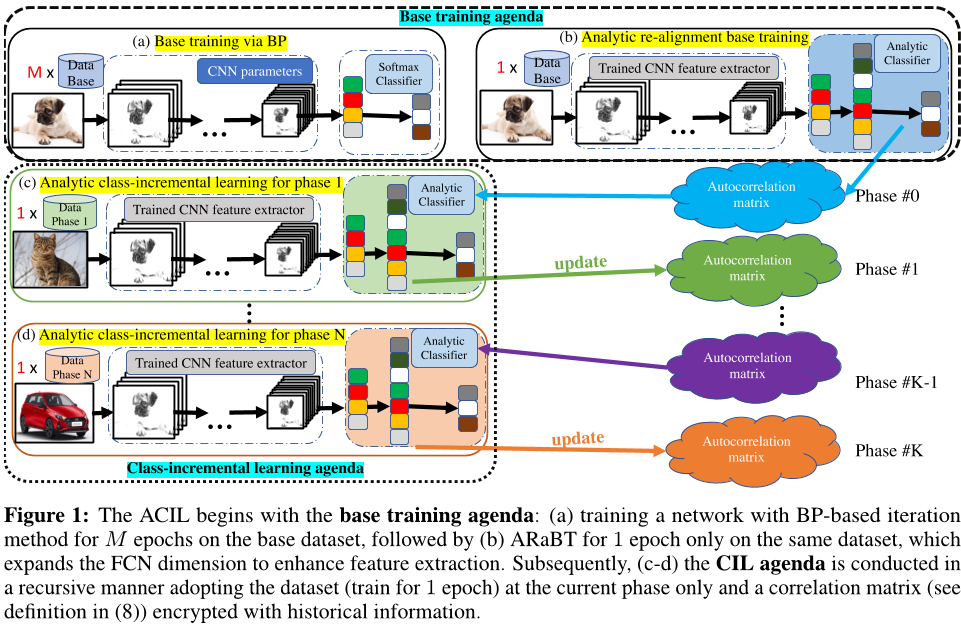 Base training agenda
(a) Base training via BP
M x
Data
Base
CNN parameters
Softmax
Classifier
...
(b) Analytic re-alignment base training
1 x
Data
Base
Trained CNN feature extractor
Analytic
Classifier
...
(c) Analytic class-incremental learning for phase 1
1 x
Data
Phase 1
Trained CNN feature extractor
Analytic
Classifier
...
Autocorrelation
matrix
Phase #0
update
Autocorrelation
matrix
Phase #1
(d) Analytic class-incremental learning for phase N
1 x
Data
Phase N
Trained CNN feature extractor
Analytic
Classifier
...
Autocorrelation
matrix
Phase #K-1
update
Autocorrelation
matrix
Phase #K
Class-incremental learning agenda
Figure 1: The ACIL begins with the base training agenda: (a) training a network with BP-based iteration
method for M epochs on the base dataset, followed by (b) ARaBT for 1 epoch only on the same dataset, which
expands the FCN dimension to enhance feature extraction. Subsequently, (c-d) the CIL agenda is conducted in
a recursive manner adopting the dataset (train for 1 epoch) at the current phase only and a correlation matrix (see
definition in (8)) encrypted with historical information.